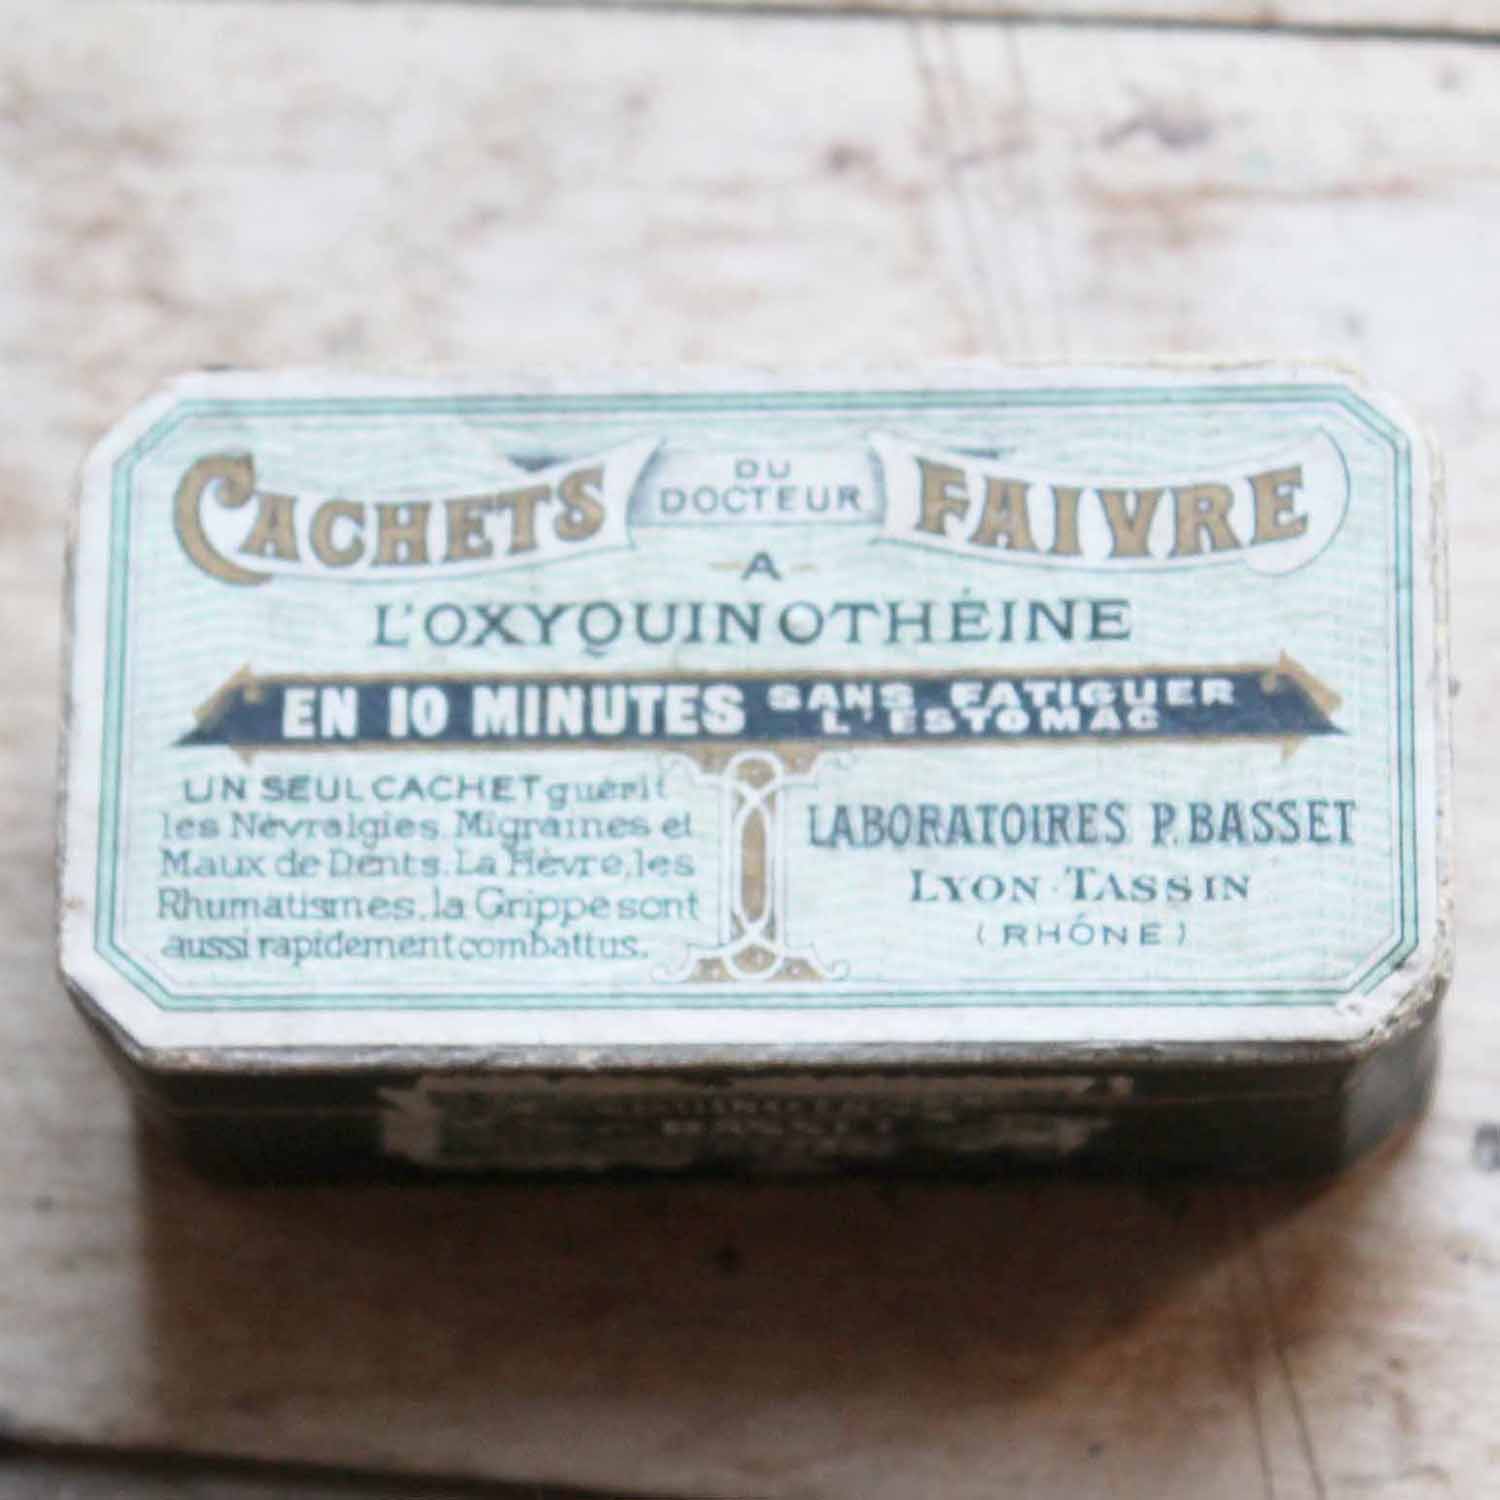 CACHETS DU DOCTEUR FAIVRE
A
L'OXYQUINOTHÉINE
EN 10 MINUTES SANS FATIGUER L'ESTOMAC
UN SEUL CACHET guérit
les Névralgies. Migraines et
Maux de Dents. La Fièvre, les
Rhumatismes, la Grippe sont
aussi rapidement combattus.
LABORATOIRES P. BASSET
LYON-TASSIN
(RHÔNE)
BASSET